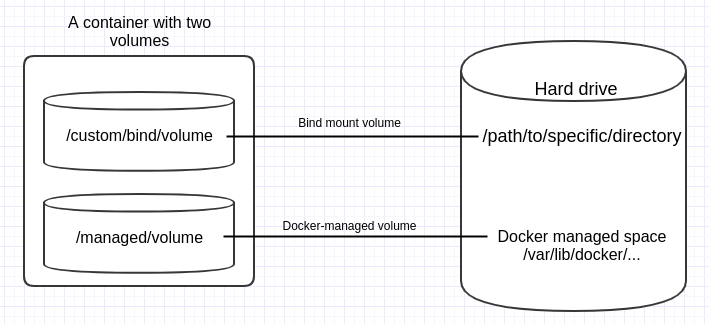 A container with two
volumes
Hard drive
/custom/bind/volume
Bind mount volume
/path/to/specific/directory
/managed/volume
Docker-managed volume
Docker managed space
/var/lib/docker/...